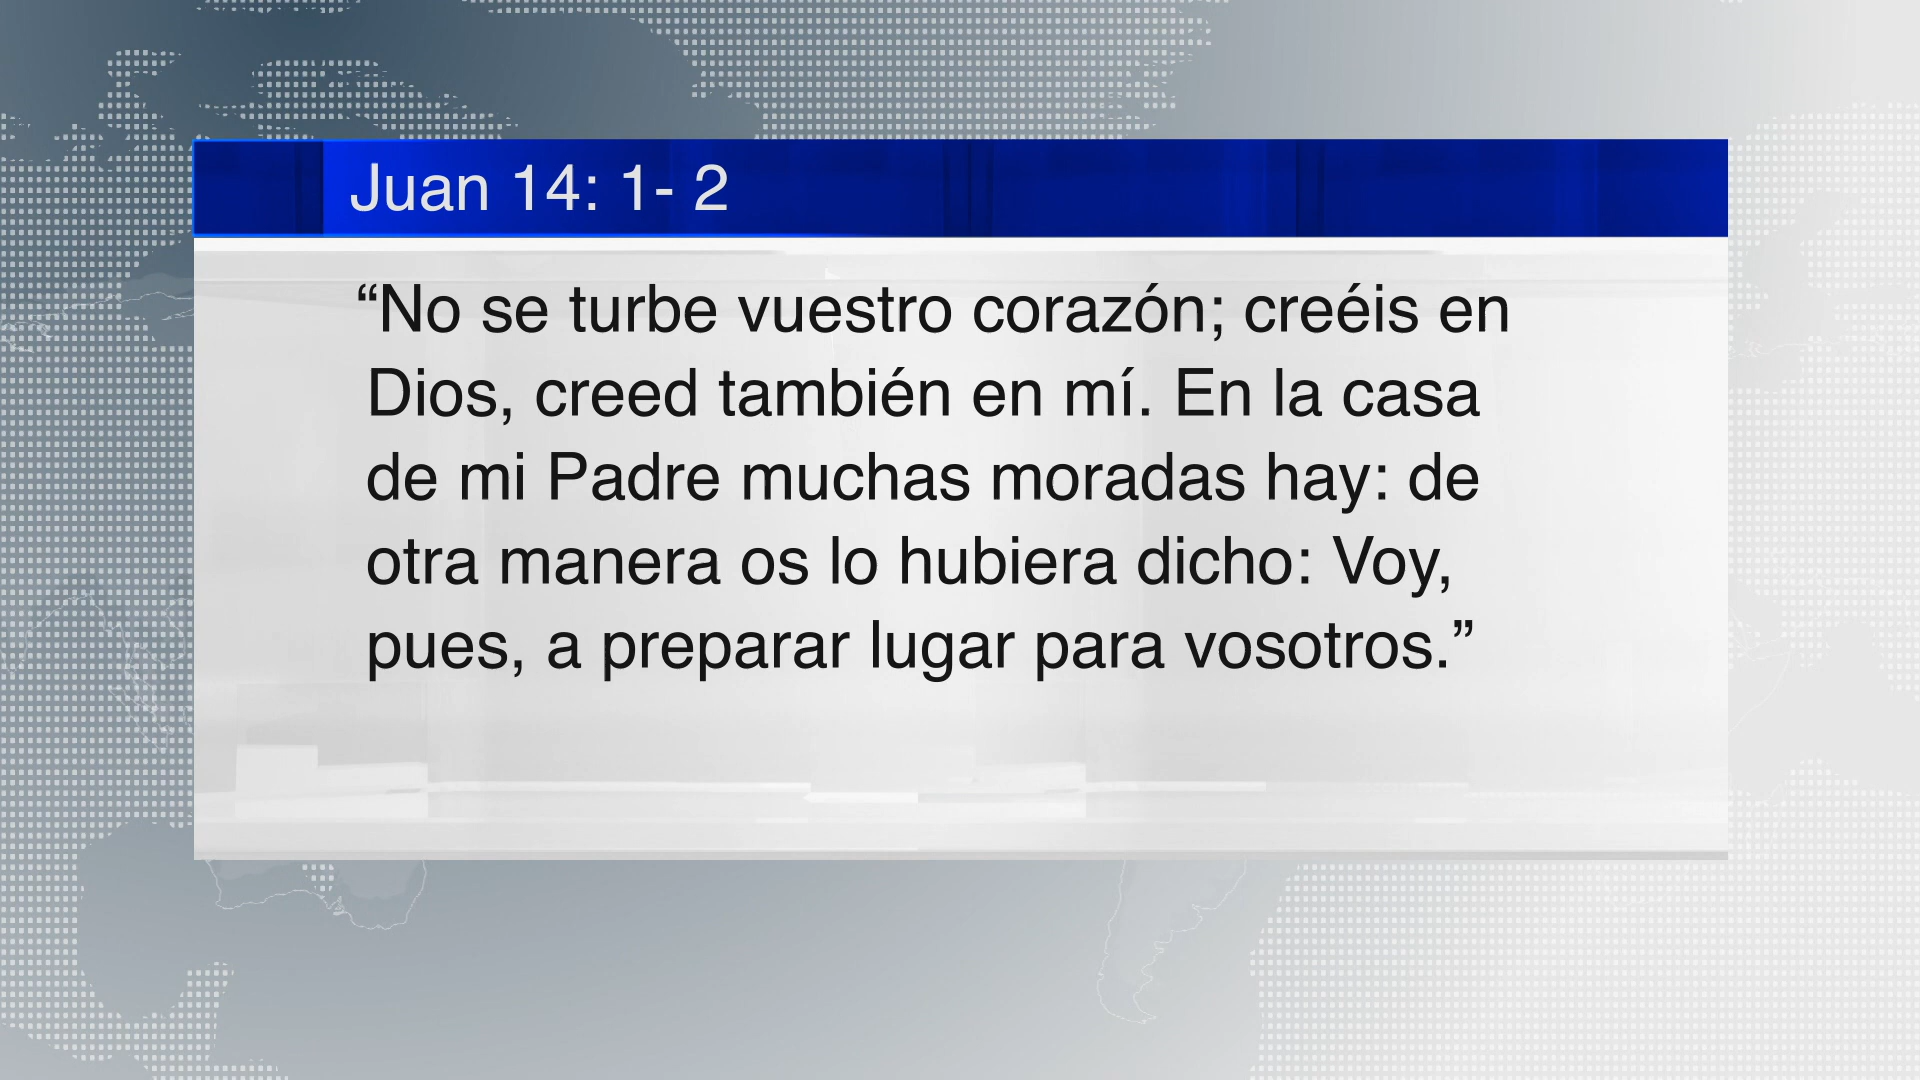 Juan 14: 1- 2
“No se turbe vuestro corazón; creéis en
Dios, creed también en mí. En la casa
de mi Padre muchas moradas hay: de
otra manera os lo hubiera dicho: Voy,
pues, a preparar lugar para vosotros.”